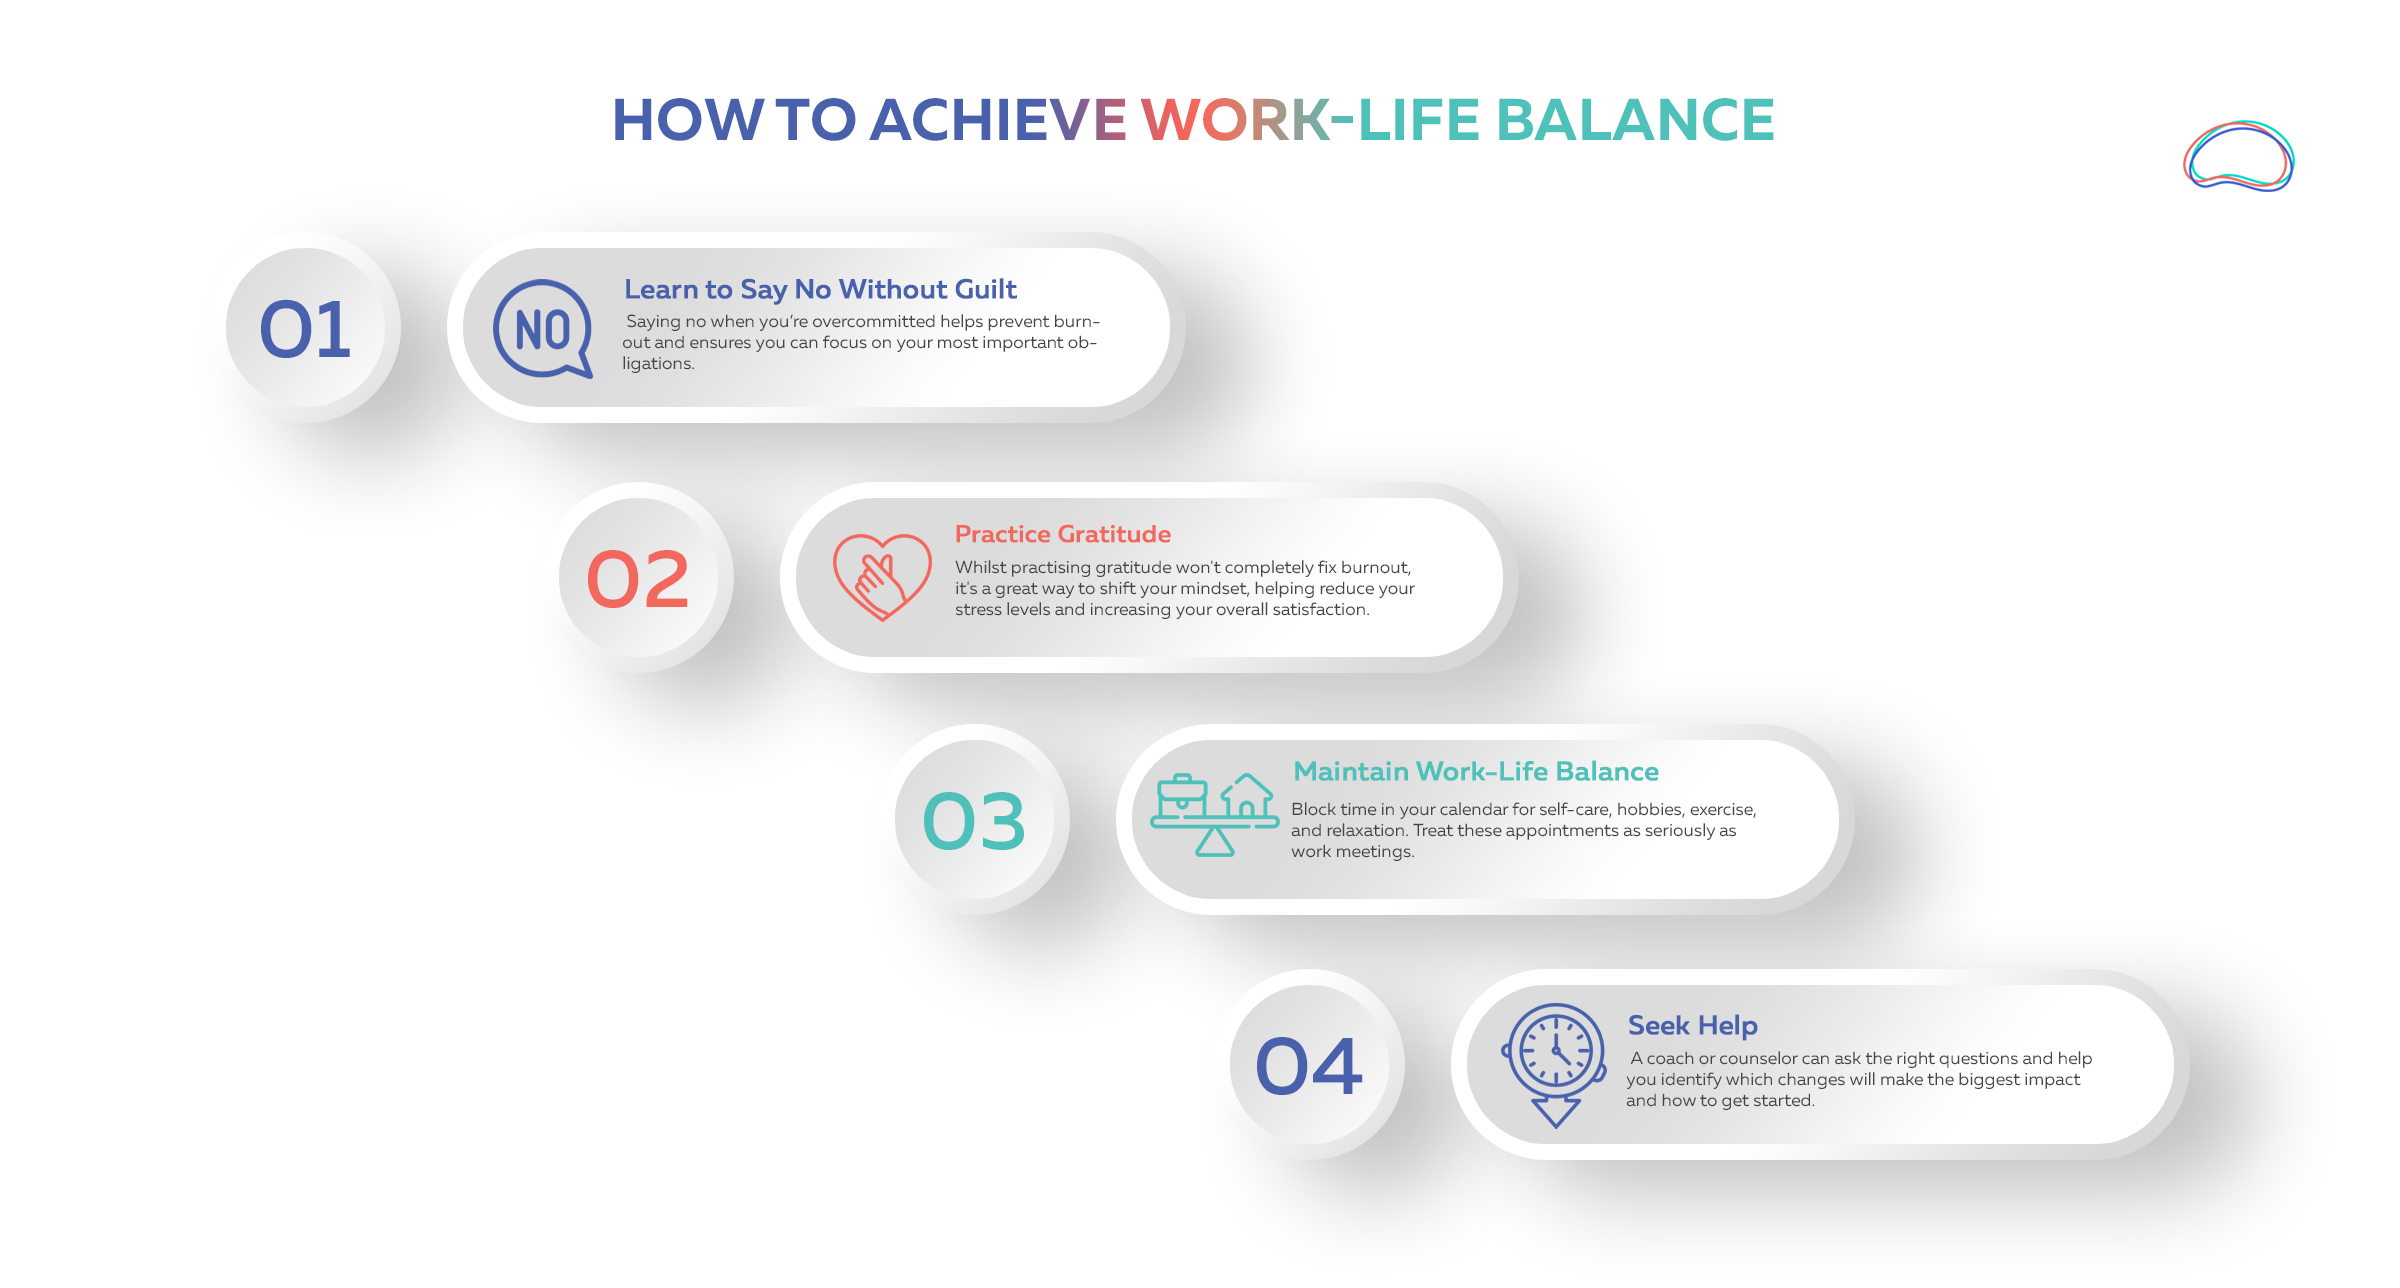 HOW TO ACHIEVE WORK-LIFE BALANCE
01
NO
Learn to Say No Without Guilt
Saying no when you’re overcommitted helps prevent burn-
out and ensures you can focus on your most important ob-
ligations.
02
Practice Gratitude
Whilst practising gratitude won't completely fix burnout,
it's a great way to shift your mindset, helping reduce your
stress levels and increasing your overall satisfaction.
03
Maintain Work-Life Balance
Block time in your calendar for self-care, hobbies, exercise,
and relaxation. Treat these appointments as seriously as
work meetings.
04
Seek Help
A coach or counselor can ask the right questions and help
you identify which changes will make the biggest impact
and how to get started.